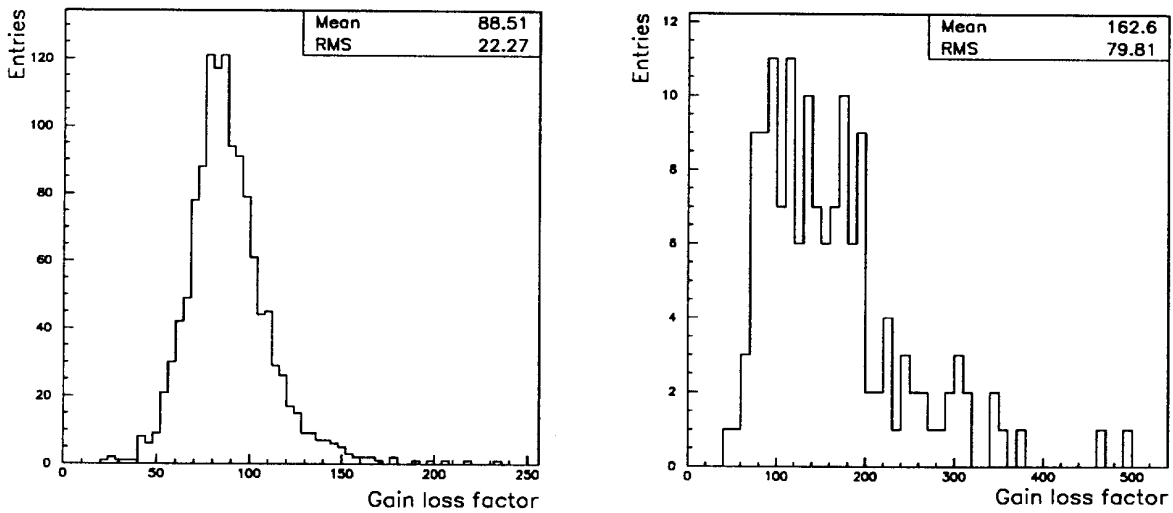 Mean 88.51
RMS 22.27
Entries
120
100
80
60
40
20
0
0 50 100 150 200 250
Gain loss factor
Mean 162.6
RMS 79.81
Entries
12
10
8
6
4
2
0
0 100 200 300 400 500
Gain loss factor